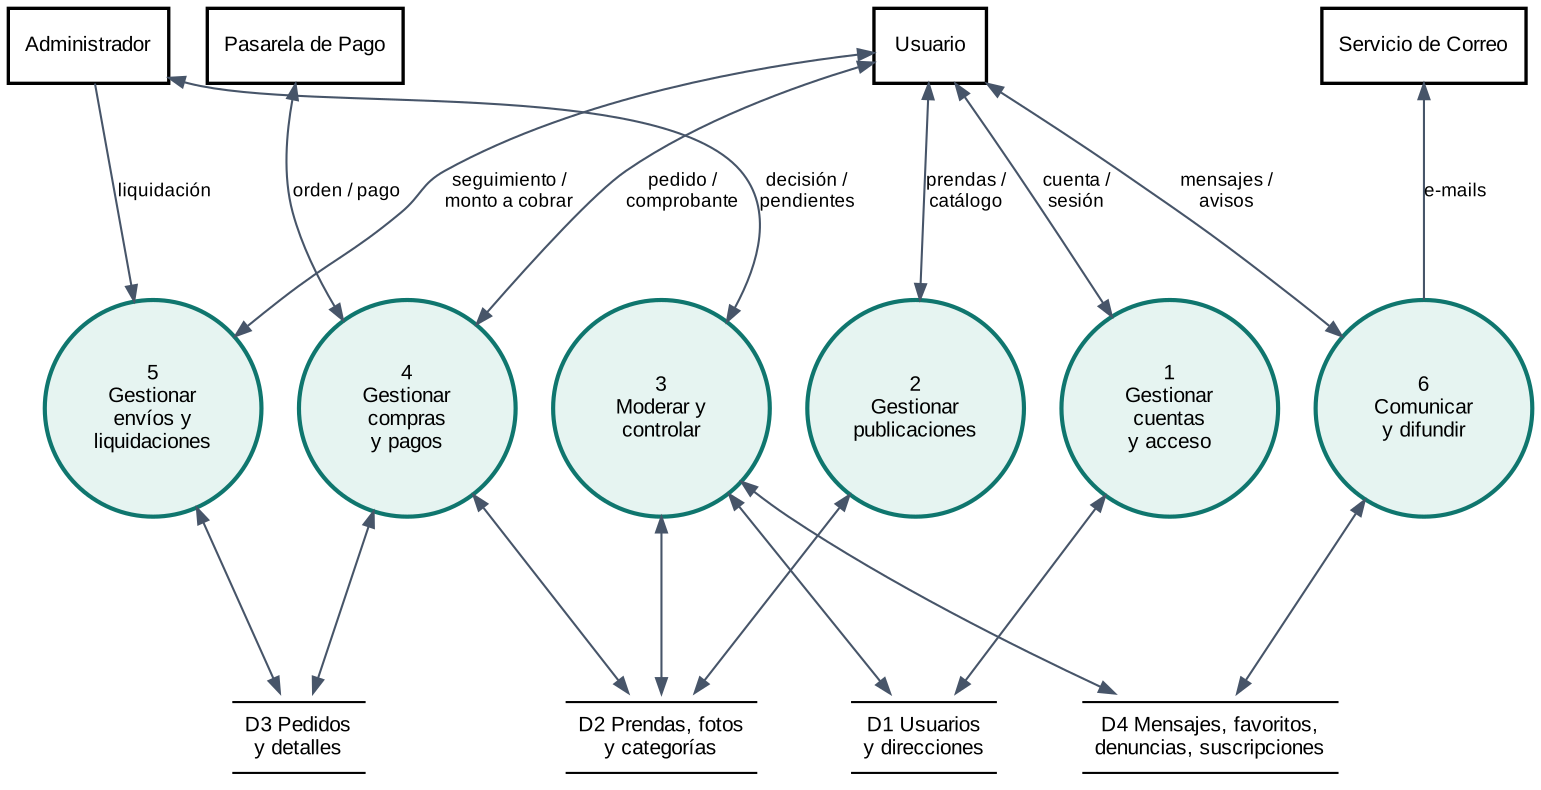 Administrador
Pasarela de Pago
Usuario
Servicio de Correo
liquidación
orden / pago
seguimiento /
monto a cobrar
pedido /
comprobante
decisión /
pendientes
prendas /
catálogo
cuenta /
sesión
mensajes /
avisos
e-mails
5
Gestionar
envíos y
liquidaciones
4
Gestionar
compras
y pagos
3
Moderar y
controlar
2
Gestionar
publicaciones
1
Gestionar
cuentas
y acceso
6
Comunicar
y difundir
D3 Pedidos
y detalles
D2 Prendas, fotos
y categorías
D1 Usuarios
y direcciones
D4 Mensajes, favoritos,
denuncias, suscripciones